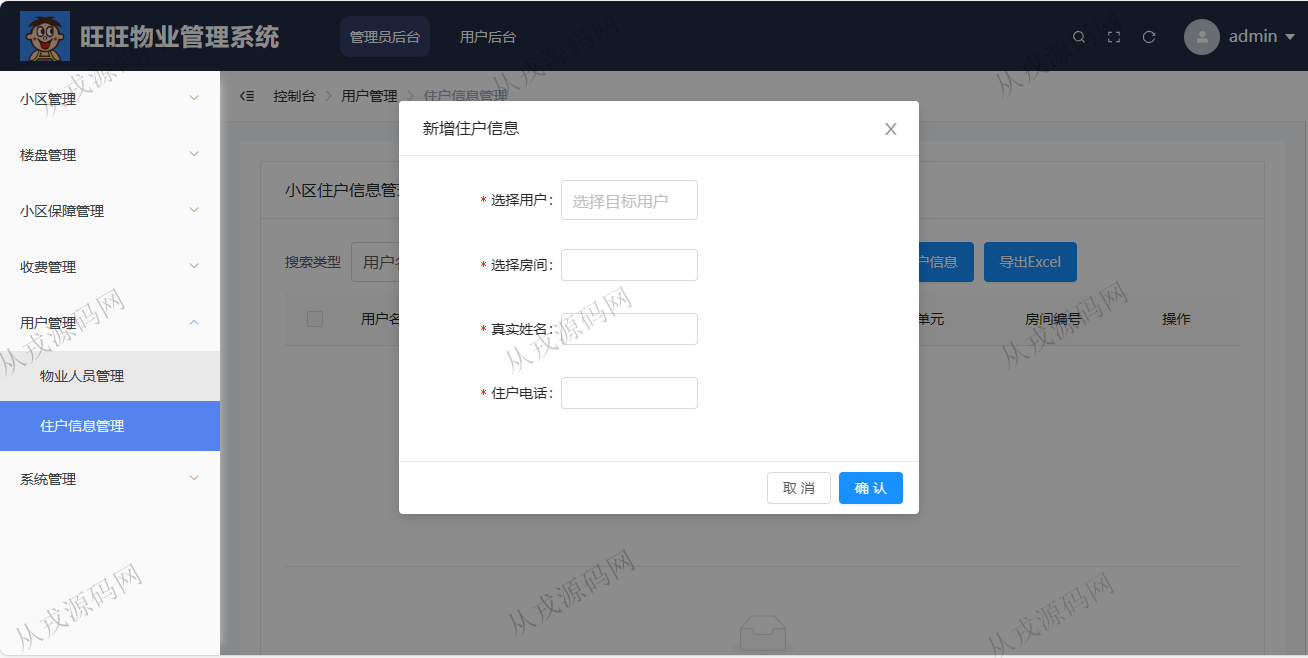 旺旺物业管理系统
管理员后台
用户后台
admin
小区管理
楼盘管理
小区保障管理
收费管理
用户管理
物业人员管理
住户信息管理
系统管理
控制台 > 用户管理 > 住户信息管理
小区住户信息管
搜索类型
用户名
户信息
导出Excel
用户名
单元
房间编号
操作
新增住户信息
X
* 选择用户:
选择目标用户
* 选择房间:
* 真实姓名:
* 住户电话:
取 消
确 认
从戎源码网
从戎源码网
从戎源码网
从戎源码网
从戎源码网
从戎源码网
从戎源码网
从戎源码网
从戎源码网